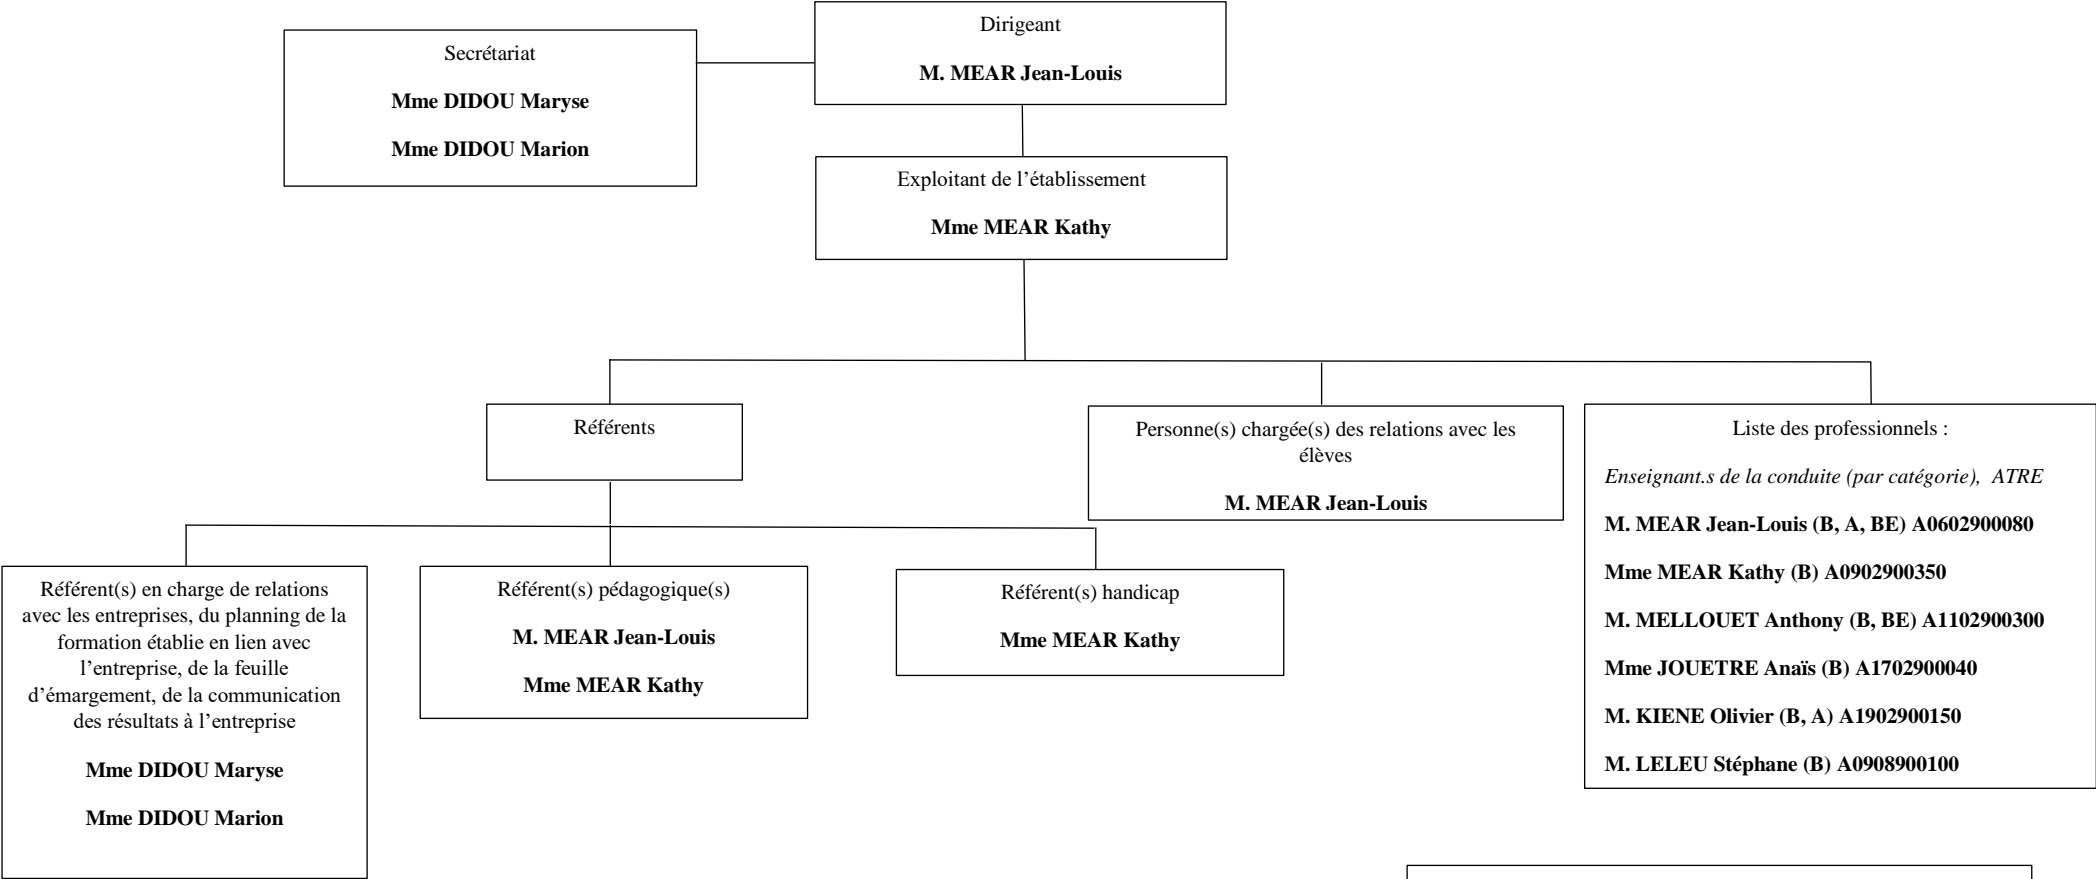 Secrétariat
Mme DIDOU Maryse
Mme DIDOU Marion
Dirigeant
M. MEAR Jean-Louis
Exploitant de l’établissement
Mme MEAR Kathy
Référents
Personne(s) chargée(s) des relations avec les
élèves
M. MEAR Jean-Louis
Liste des professionnels :
Enseignant.s de la conduite (par catégorie), ATRE
M. MEAR Jean-Louis (B, A, BE) A0602900080
Mme MEAR Kathy (B) A0902900350
M. MELLOUET Anthony (B, BE) A1102900300
Mme JOUETRE Anaïs (B) A1702900040
M. KIENE Olivier (B, A) A1902900150
M. LELEU Stéphane (B) A0908900100
Référent(s) en charge de relations
avec les entreprises, du planning de la
formation établie en lien avec
l’entreprise, de la feuille
d’émargement, de la communication
des résultats à l’entreprise
Mme DIDOU Maryse
Mme DIDOU Marion
Référent(s) pédagogique(s)
M. MEAR Jean-Louis
Mme MEAR Kathy
Référent(s) handicap
Mme MEAR Kathy